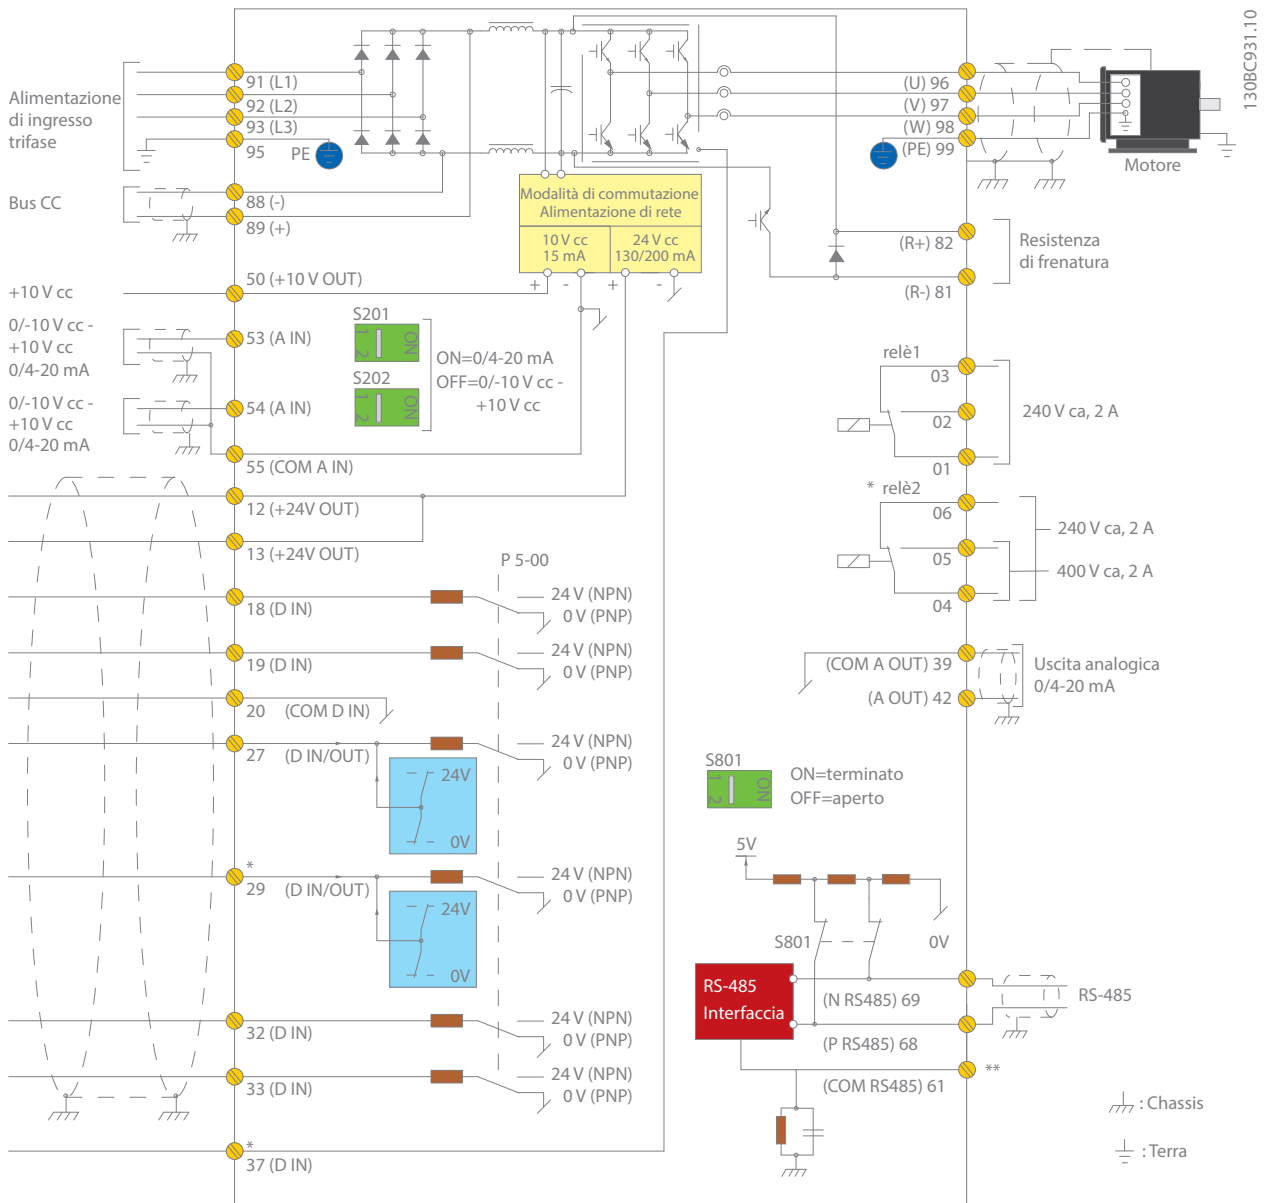 130BC931.10
Alimentazione
di ingresso
trifase
91 (L1)
92 (L2)
93 (L3)
95
PE
Bus CC
88 (-)
89 (+)
Modalità di commutazione
Alimentazione di rete
10 V cc
15 mA
24 V cc
130/200 mA
+ - + -
(U) 96
(V) 97
(W) 98
(PE) 99
Motore
(R+) 82
(R-) 81
Resistenza
di frenatura
+10 V cc
50 (+10 V OUT)
0/-10 V cc -
+10 V cc
0/4-20 mA
53 (A IN)
0/-10 V cc -
+10 V cc
0/4-20 mA
54 (A IN)
55 (COM A IN)
S201
1 2
ON
S202
1 2
ON
ON=0/4-20 mA
OFF=0/-10 V cc -
+10 V cc
relè1
03
02
01
240 V ca, 2 A
* relè2
06
05
04
240 V ca, 2 A
400 V ca, 2 A
12 (+24V OUT)
13 (+24V OUT)
P 5-00
18 (D IN)
24 V (NPN)
0 V (PNP)
19 (D IN)
24 V (NPN)
0 V (PNP)
20 (COM D IN)
27 (D IN/OUT)
24 V (NPN)
0 V (PNP)
24V
0V
*
29 (D IN/OUT)
24 V (NPN)
0 V (PNP)
24V
0V
32 (D IN)
24 V (NPN)
0 V (PNP)
33 (D IN)
24 V (NPN)
0 V (PNP)
*
37 (D IN)
(COM A OUT) 39
(A OUT) 42
Uscita analogica
0/4-20 mA
S801
1 2
ON
ON=terminato
OFF=aperto
5V
S801
0V
RS-485
Interfaccia
(N RS485) 69
(P RS485) 68
(COM RS485) 61
**
RS-485
: Chassis
: Terra